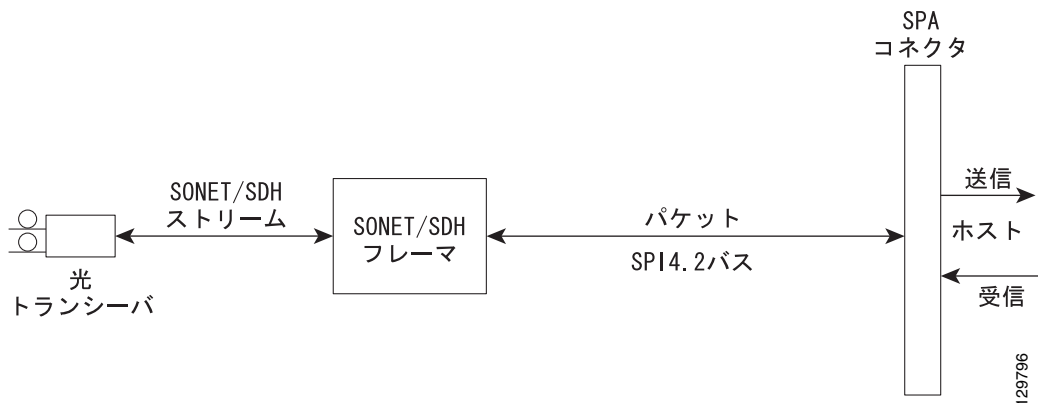 SPA
コネクタ
SONET/SDH
ストリーム
SONET/SDH
フレーマ
パケット
SPI4.2バス
送信
ホスト
受信
光
トランシーバ
129796